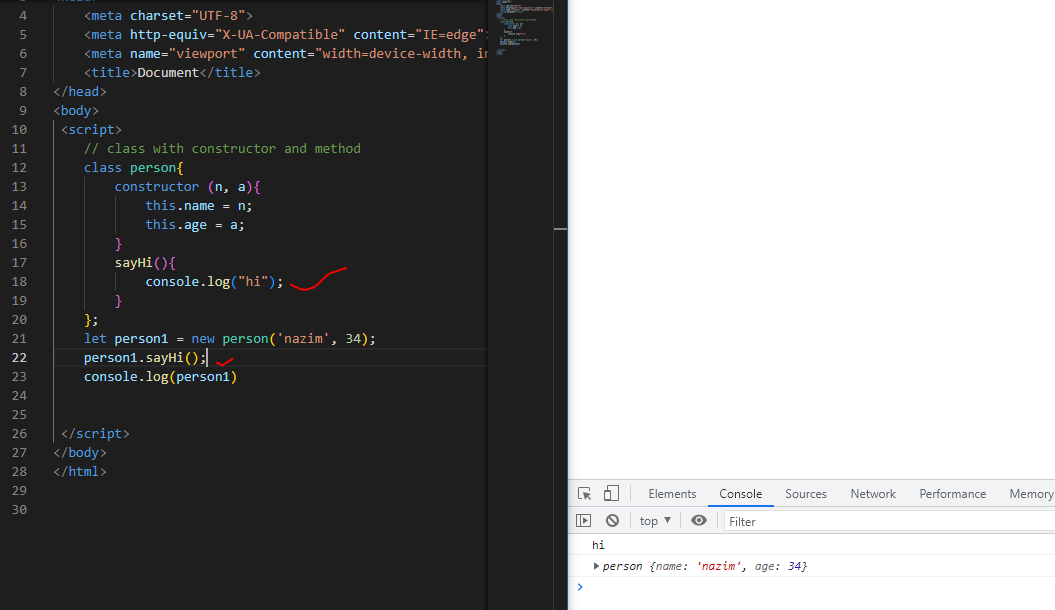 4 <meta charset="UTF-8">
5 <meta http-equiv="X-UA-Compatible" content="IE=edge"
6 <meta name="viewport" content="width=device-width, in
7 <title>Document</title>
8 </head>
9 <body>
10 <script>
11 // class with constructor and method
12 class person{
13 constructor (n, a){
14 this.name = n;
15 this.age = a;
16 }
17 sayHi(){
18 console.log("hi");
19 }
20 };
21 let person1 = new person('nazim', 34);
22 person1.sayHi();
23 console.log(person1)
24
25
26 </script>
27 </body>
28 </html>
29
30
Elements Console Sources Network Performance Memory
top Filter
hi
person {name: 'nazim', age: 34}